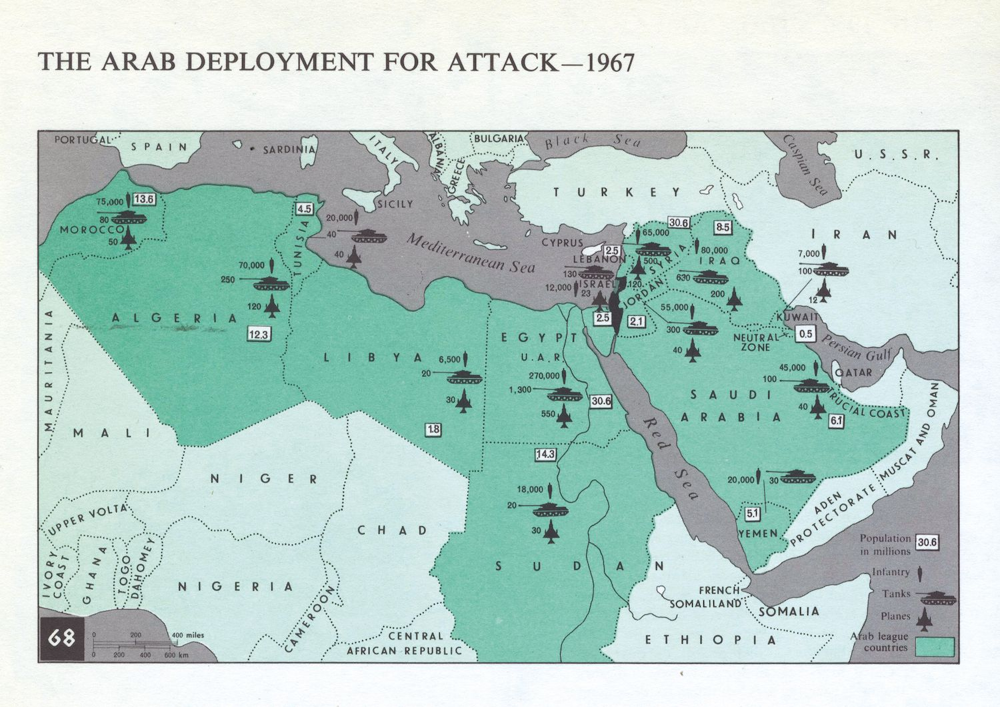 THE ARAB DEPLOYMENT FOR ATTACK—1967
PORTUGAL
SPAIN
SARDINIA
ITALY
ALBANIA
GREECE
BULGARIA
Black Sea
Caspian Sea
U.S.S.R.
TURKEY
SICILY
75,000
13.6
80
MOROCCO
50
4.5
TUNISIA
20,000
40
40
Mediterranean Sea
CYPRUS
2.5
LEBANON
130
12,000
ISRAEL
23
2.5
30.6
65,000
500
SYRIA
120
8.5
80,000
IRAQ
630
200
IRAN
7,000
100
12
KUWAIT
0.5
NEUTRAL
ZONE
Persian Gulf
JORDAN
2.1
55,000
300
40
70,000
250
120
ALGERIA
12.3
LIBYA
6,500
20
30
1.8
EGYPT
U.A.R
270,000
1,300
550
30.6
45,000
100
40
QATAR
TRUCIAL COAST
6.1
SAUDI
ARABIA
MUSCAT AND OMAN
Red Sea
MAURITANIA
MALI
NIGER
14.3
18,000
20
30
20,000
30
5.1
YEMEN
ADEN
PROTECTORATE
UPPER VOLTA
IVORY
COAST
GHANA
TOGO
DAHOMEY
NIGERIA
CHAD
SUDAN
CAMEROON
CENTRAL
AFRICAN REPUBLIC
FRENCH
SOMALILAND
SOMALIA
ETHIOPIA
Population
in millions
30.6
Infantry
Tanks
Planes
Arab league
countries
68
0 200 400 miles
0 200 400 600 km